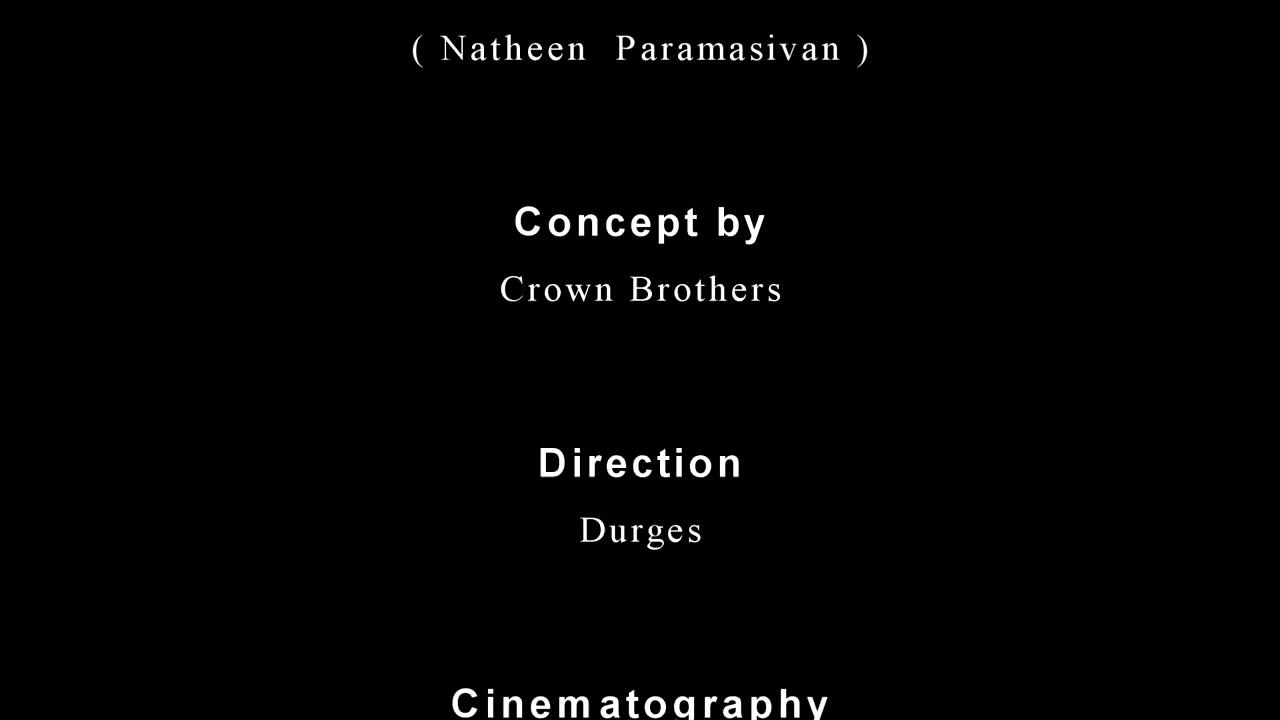 ( Natheen Paramasivan )
Concept by
Crown Brothers
Direction
Durges
Cinematography